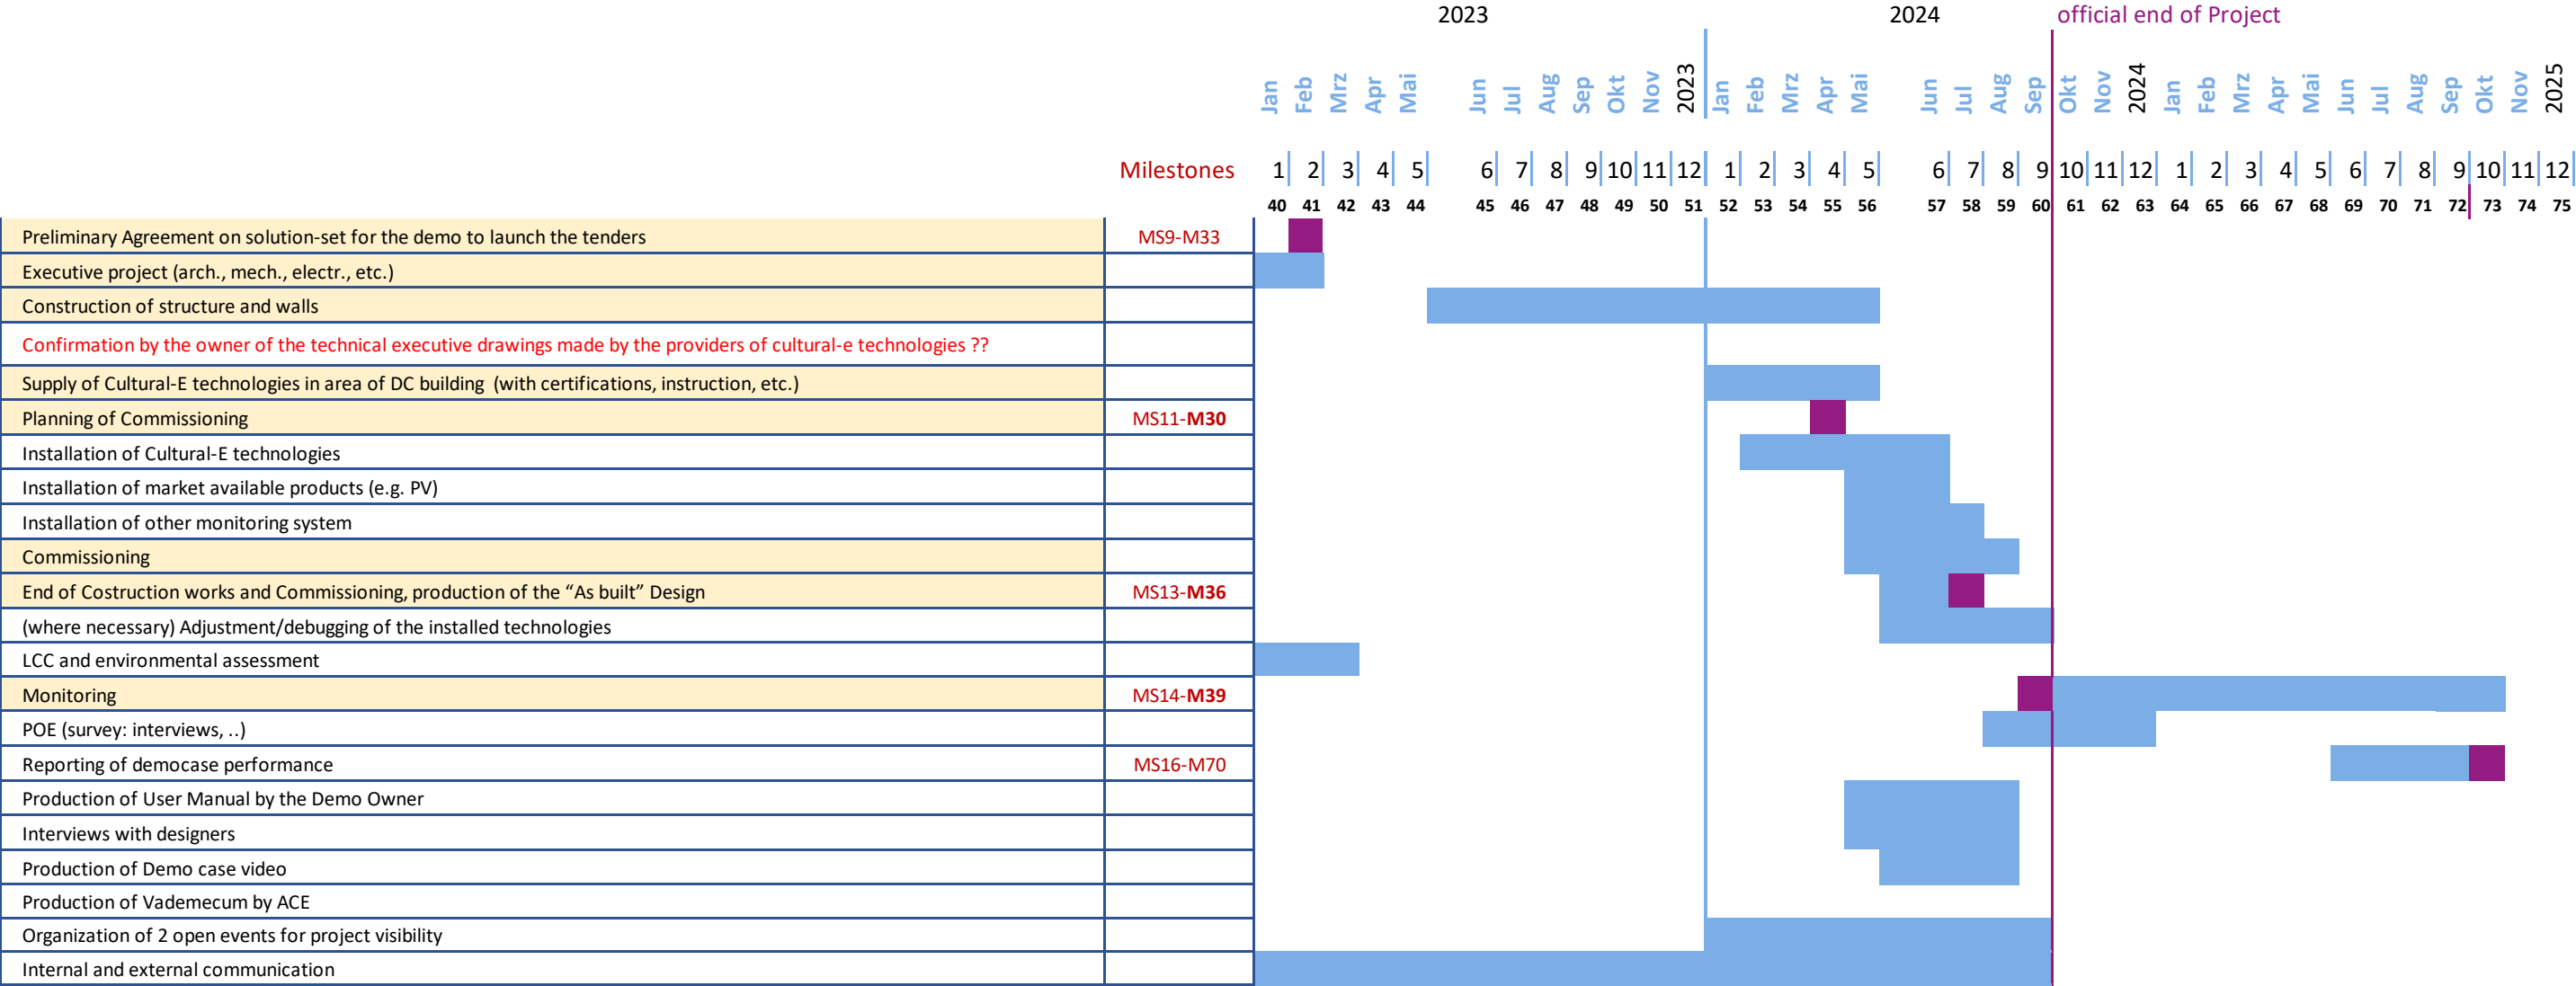 2023 2024 official end of Project
Jan Feb Mrz Apr Mai Jun Jul Aug Sep Okt Nov 2023 Jan Feb Mrz Apr Mai Jun Jul Aug Sep Okt Nov 2024 Jan Feb Mrz Apr Mai Jun Jul Aug Sep Okt Nov 2025
Milestones 1 2 3 4 5 6 7 8 9 10 11 12 1 2 3 4 5 6 7 8 9 10 11 12 1 2 3 4 5 6 7 8 9 10 11 12
40 41 42 43 44 45 46 47 48 49 50 51 52 53 54 55 56 57 58 59 60 61 62 63 64 65 66 67 68 69 70 71 72 73 74 75
Preliminary Agreement on solution-set for the demo to launch the tenders MS9-M33
Executive project (arch., mech., electr., etc.)
Construction of structure and walls
Confirmation by the owner of the technical executive drawings made by the providers of cultural-e technologies ??
Supply of Cultural-E technologies in area of DC building (with certifications, instruction, etc.)
Planning of Commissioning MS11-M30
Installation of Cultural-E technologies
Installation of market available products (e.g. PV)
Installation of other monitoring system
Commissioning
End of Costruction works and Commissioning, production of the “As built” Design MS13-M36
(where necessary) Adjustment/debugging of the installed technologies
LCC and environmental assessment
Monitoring MS14-M39
POE (survey: interviews, ..)
Reporting of democase performance MS16-M70
Production of User Manual by the Demo Owner
Interviews with designers
Production of Demo case video
Production of Vademecum by ACE
Organization of 2 open events for project visibility
Internal and external communication